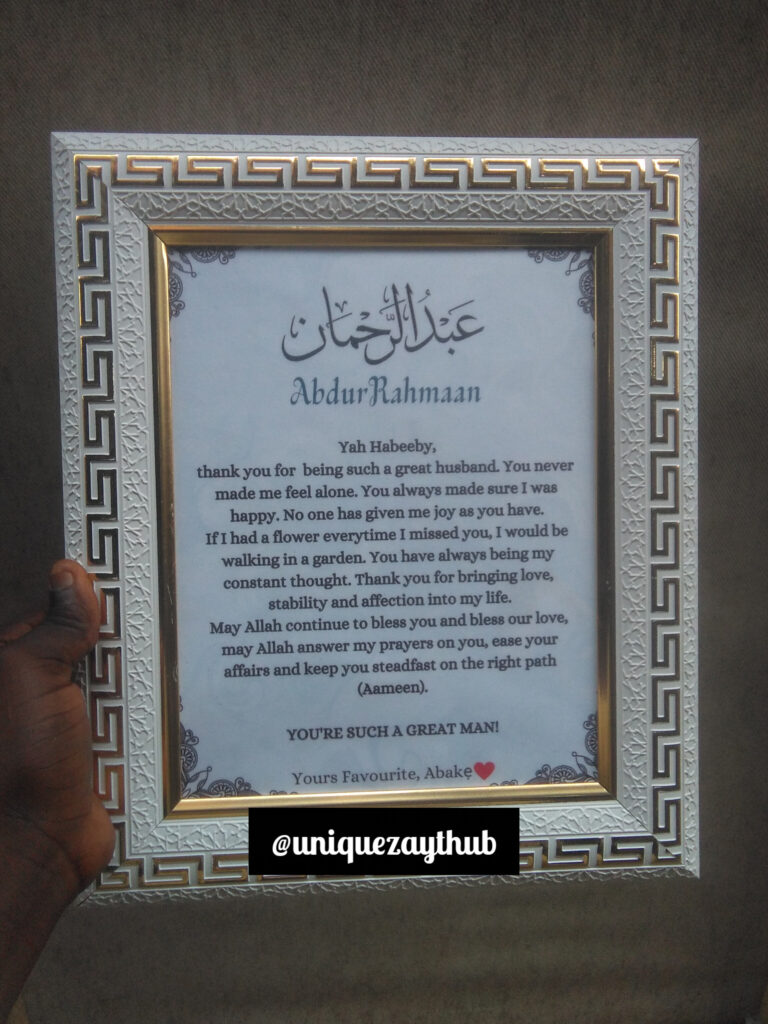 عَبْدُالرَّحْمَان
AbdurRahmaan
Yah Habeeby,
thank you for being such a great husband. You never
made me feel alone. You always made sure I was
happy. No one has given me joy as you have.
If I had a flower everytime I missed you, I would be
walking in a garden. You have always being my
constant thought. Thank you for bringing love,
stability and affection into my life.
May Allah continue to bless you and bless our love,
may Allah answer my prayers on you, ease your
affairs and keep you steadfast on the right path
(Aameen).
YOU'RE SUCH A GREAT MAN!
Yours Favourite, Abakẹ❤
@uniquezaythub